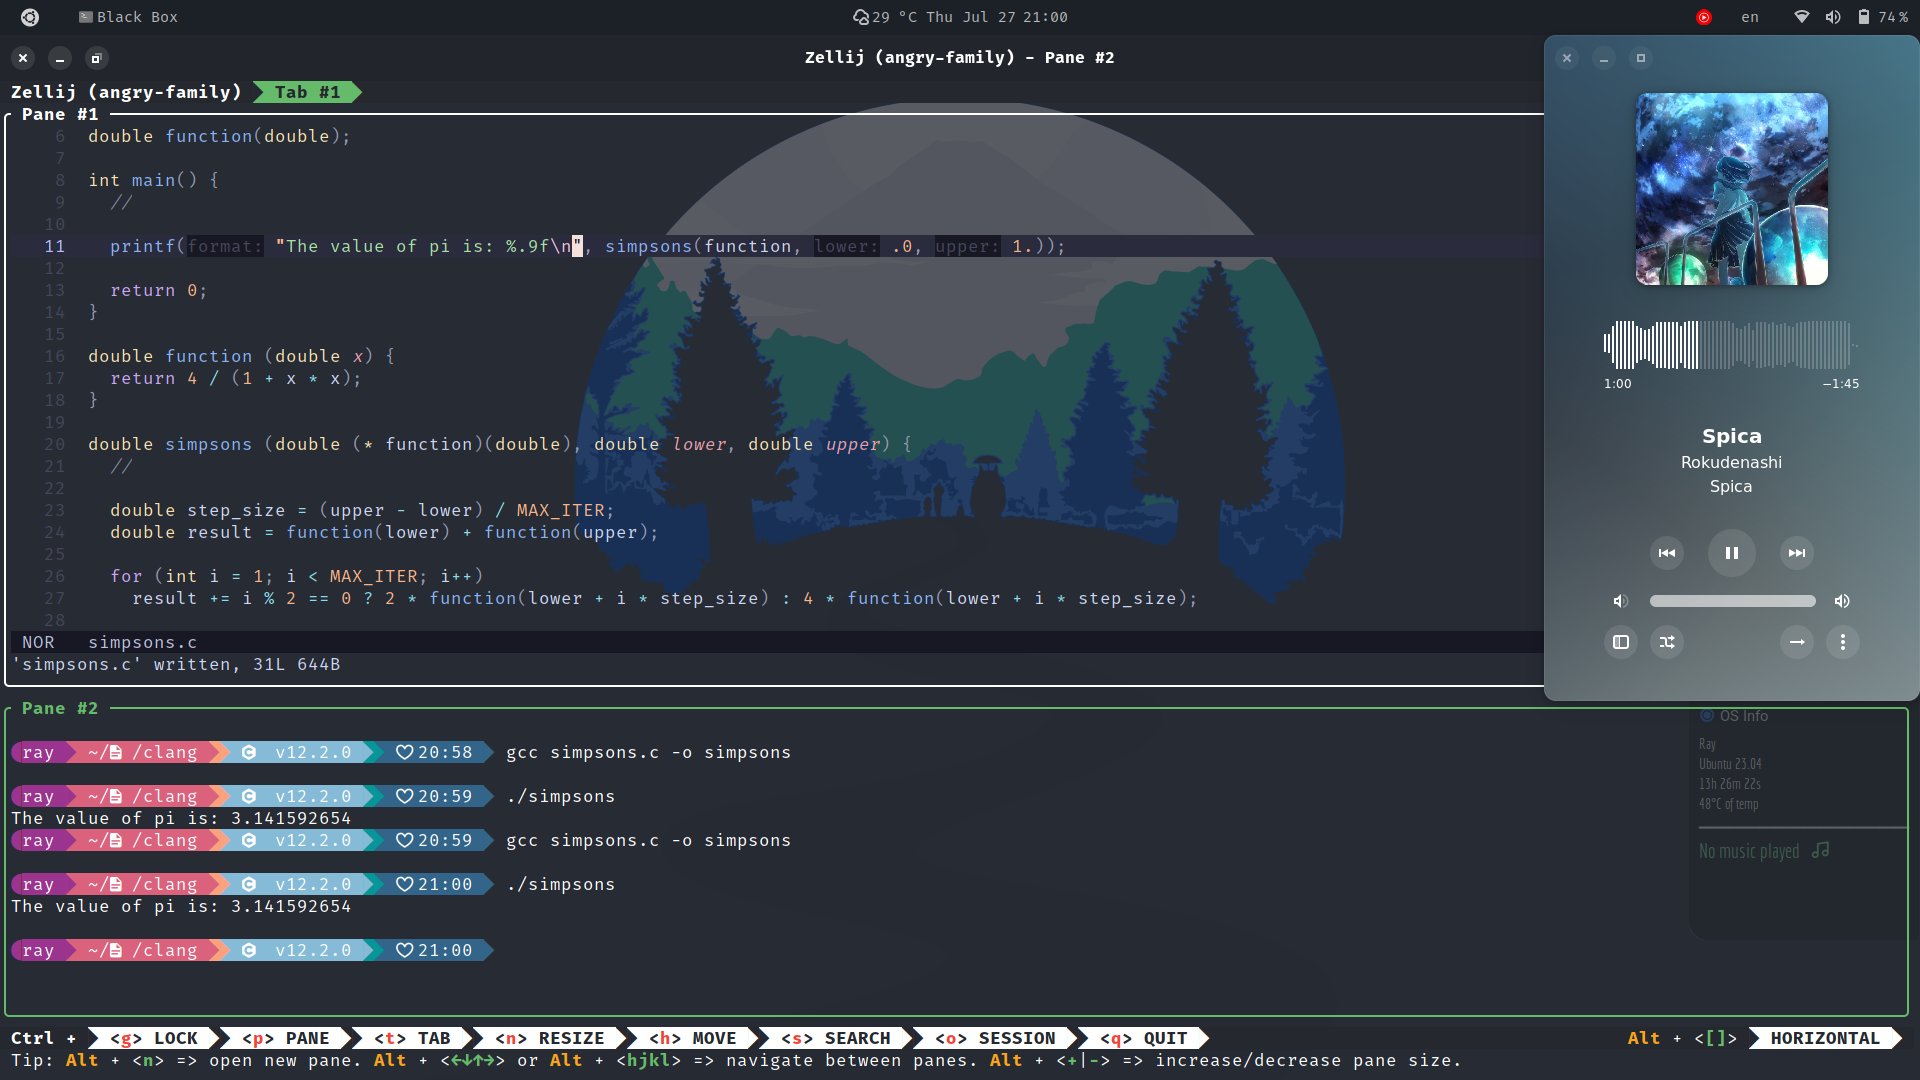 Black Box
29 °C Thu Jul 27 21:00
en
74%
Zellij (angry-family) - Pane #2
Zellij (angry-family) Tab #1
Pane #1
6 double function(double);
7
8 int main() {
9 //
10
11 printf(format: "The value of pi is: %.9f\n", simpsons(function, lower: .0, upper: 1.));
12
13 return 0;
14 }
15
16 double function (double x) {
17 return 4 / (1 + x * x);
18 }
19
20 double simpsons (double (* function)(double), double lower, double upper) {
21 //
22
23 double step_size = (upper - lower) / MAX_ITER;
24 double result = function(lower) + function(upper);
25
26 for (int i = 1; i < MAX_ITER; i++)
27 result += i % 2 == 0 ? 2 * function(lower + i * step_size) : 4 * function(lower + i * step_size);
28
NOR simpsons.c
'simpsons.c' written, 31L 644B
1:00 −1:45
Spica
Rokudenashi
Spica
Pane #2
ray ~/ /clang v12.2.0 20:58 gcc simpsons.c -o simpsons
ray ~/ /clang v12.2.0 20:59 ./simpsons
The value of pi is: 3.141592654
ray ~/ /clang v12.2.0 20:59 gcc simpsons.c -o simpsons
ray ~/ /clang v12.2.0 21:00 ./simpsons
The value of pi is: 3.141592654
ray ~/ /clang v12.2.0 21:00
OS Info
Ray
Ubuntu 23.04
13h 26m 22s
48°C of temp
No music played
Ctrl + <g> LOCK <p> PANE <t> TAB <n> RESIZE <h> MOVE <s> SEARCH <o> SESSION <q> QUIT Alt + <[]> HORIZONTAL
Tip: Alt + <n> => open new pane. Alt + <←↓↑→> or Alt + <hjkl> => navigate between panes. Alt + <+|-> => increase/decrease pane size.